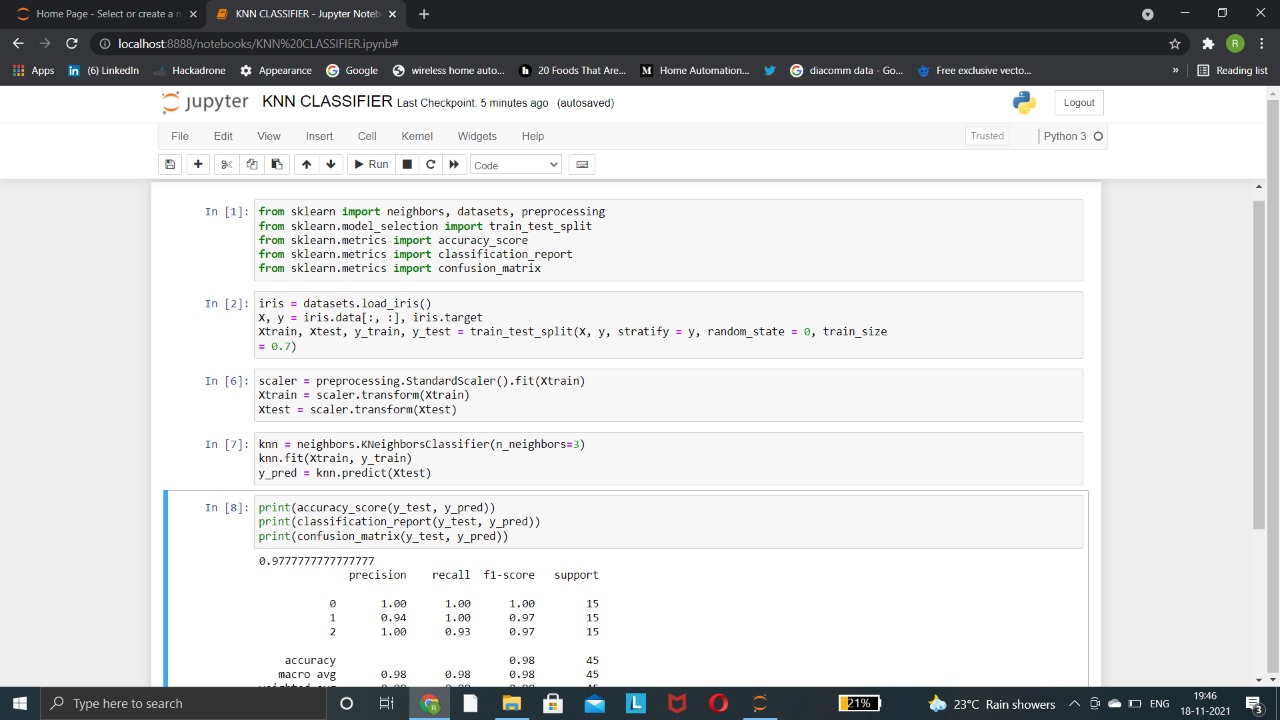 Home Page - Select or create a n
KNN CLASSIFIER - Jupyter Noteb
localhost:8888/notebooks/KNN%20CLASSIFIER.ipynb#
R
Apps
(6) LinkedIn
Hackadrone
Appearance
Google
wireless home auto...
20 Foods That Are...
Home Automation...
diacomm data - Go...
Free exclusive vecto...
Reading list
jupyter KNN CLASSIFIER Last Checkpoint: 5 minutes ago (autosaved)
Logout
File Edit View Insert Cell Kernel Widgets Help
Trusted
Python 3
Run
Code
In [1]: from sklearn import neighbors, datasets, preprocessing
from sklearn.model_selection import train_test_split
from sklearn.metrics import accuracy_score
from sklearn.metrics import classification_report
from sklearn.metrics import confusion_matrix
In [2]: iris = datasets.load_iris()
X, y = iris.data[:, :], iris.target
Xtrain, Xtest, y_train, y_test = train_test_split(X, y, stratify = y, random_state = 0, train_size
= 0.7)
In [6]: scaler = preprocessing.StandardScaler().fit(Xtrain)
Xtrain = scaler.transform(Xtrain)
Xtest = scaler.transform(Xtest)
In [7]: knn = neighbors.KNeighborsClassifier(n_neighbors=3)
knn.fit(Xtrain, y_train)
y_pred = knn.predict(Xtest)
In [8]: print(accuracy_score(y_test, y_pred))
print(classification_report(y_test, y_pred))
print(confusion_matrix(y_test, y_pred))
0.9777777777777777
precision recall f1-score support
0 1.00 1.00 1.00 15
1 0.94 1.00 0.97 15
2 1.00 0.93 0.97 15
accuracy 0.98 45
macro avg 0.98 0.98 0.98 45
Type here to search
21%
23°C Rain showers
ENG
19:46
18-11-2021
3